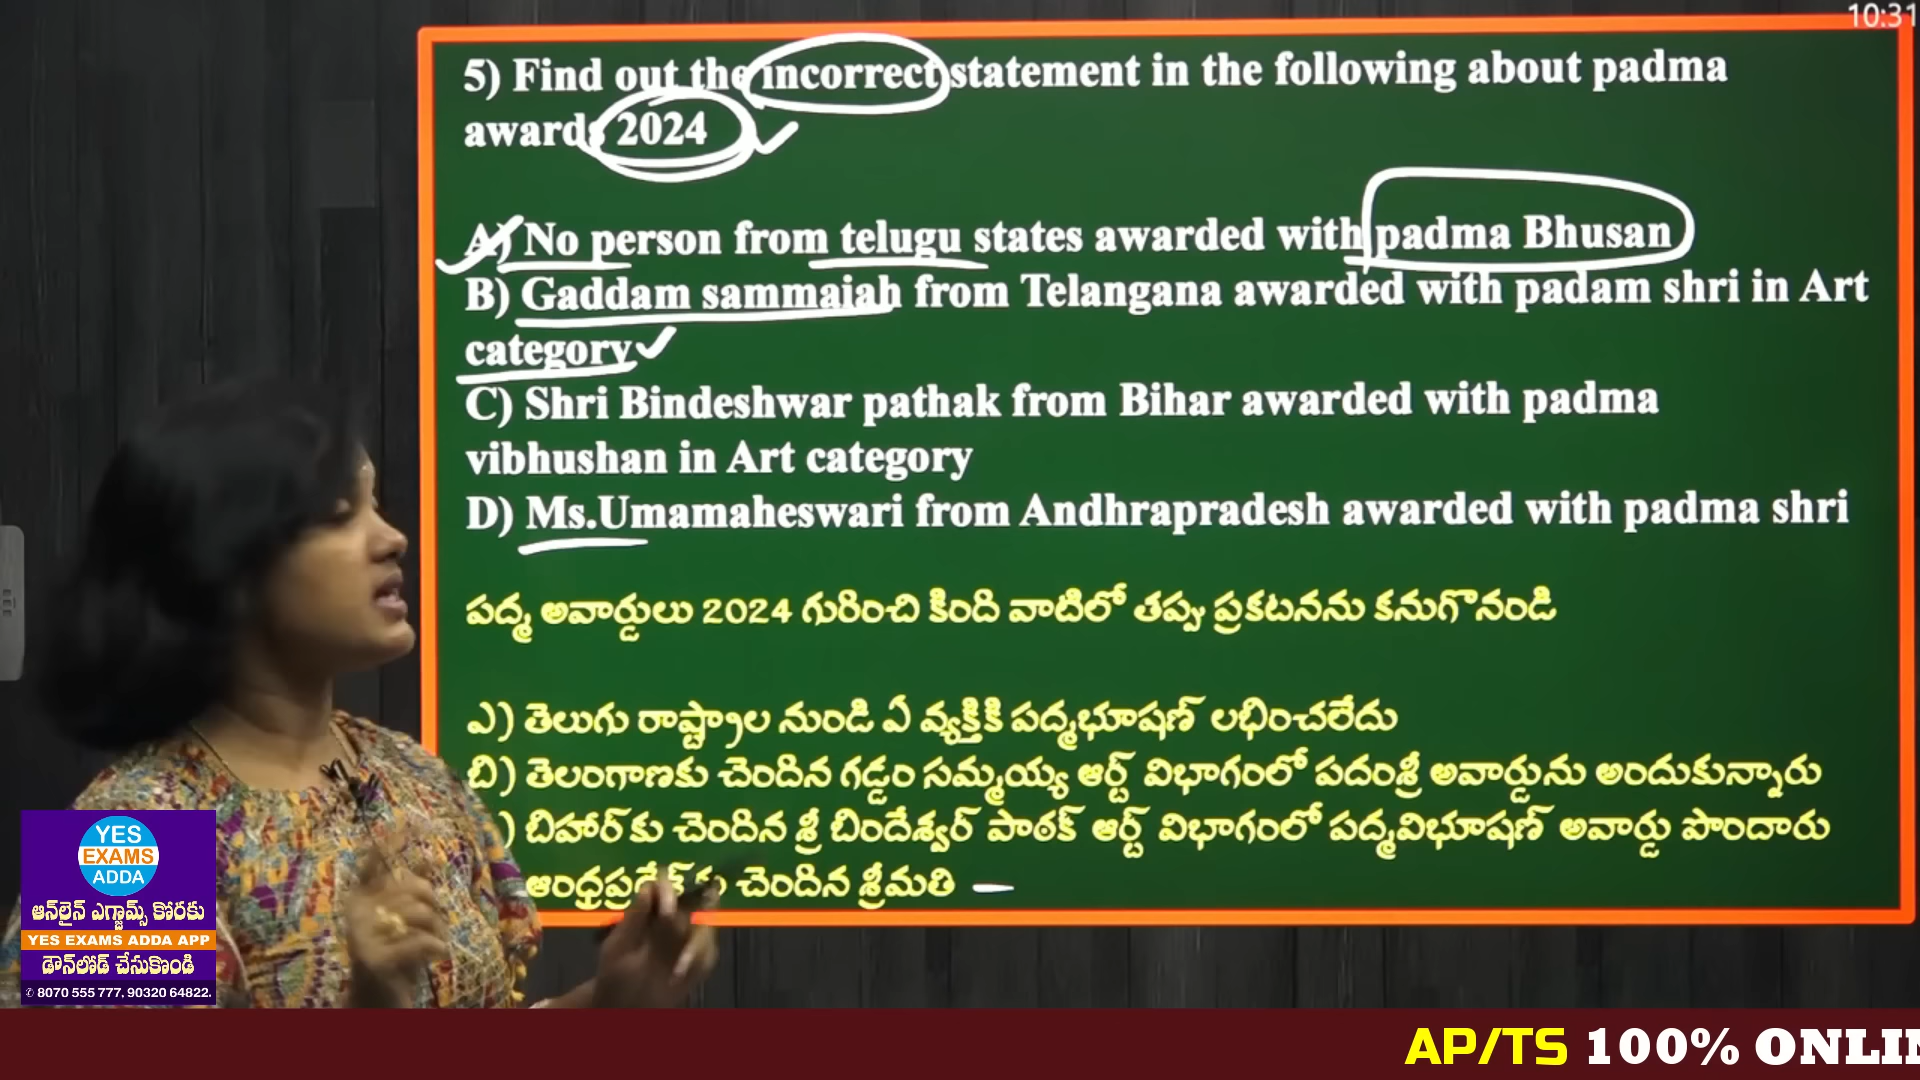 10:31
5) Find out the incorrect statement in the following about padma
awards 2024
A) No person from telugu states awarded with padma Bhusan
B) Gaddam sammaiah from Telangana awarded with padam shri in Art
category
C) Shri Bindeshwar pathak from Bihar awarded with padma
vibhushan in Art category
D) Ms.Umamaheswari from Andhrapradesh awarded with padma shri
పద్మ అవార్డులు 2024 గురించి కింది వాటిలో తప్పు ప్రకటనను కనుగొనండి
ఎ) తెలుగు రాష్ట్రాల నుండి ఏ వ్యక్తికి పద్మభూషణ్ లభించలేదు
బి) తెలంగాణకు చెందిన గడ్డం సమ్మయ్య ఆర్ట్ విభాగంలో పదంశ్రీ అవార్డును అందుకున్నారు
) బిహార్‌కు చెందిన శ్రీ బిందేశ్వర్ పాఠక్ ఆర్ట్ విభాగంలో పద్మవిభూషణ్ అవార్డు పొందారు
ఆంధ్రప్రదేశ్‌కు చెందిన శ్రీమతి
YES
EXAMS
ADDA
ఆన్‌లైన్ ఎగ్జామ్స్ కొరకు
YES EXAMS ADDA APP
డౌన్‌లోడ్ చేసుకొండి
✆ 8070 555 777, 90320 64822.
AP/TS 100% ONLIN